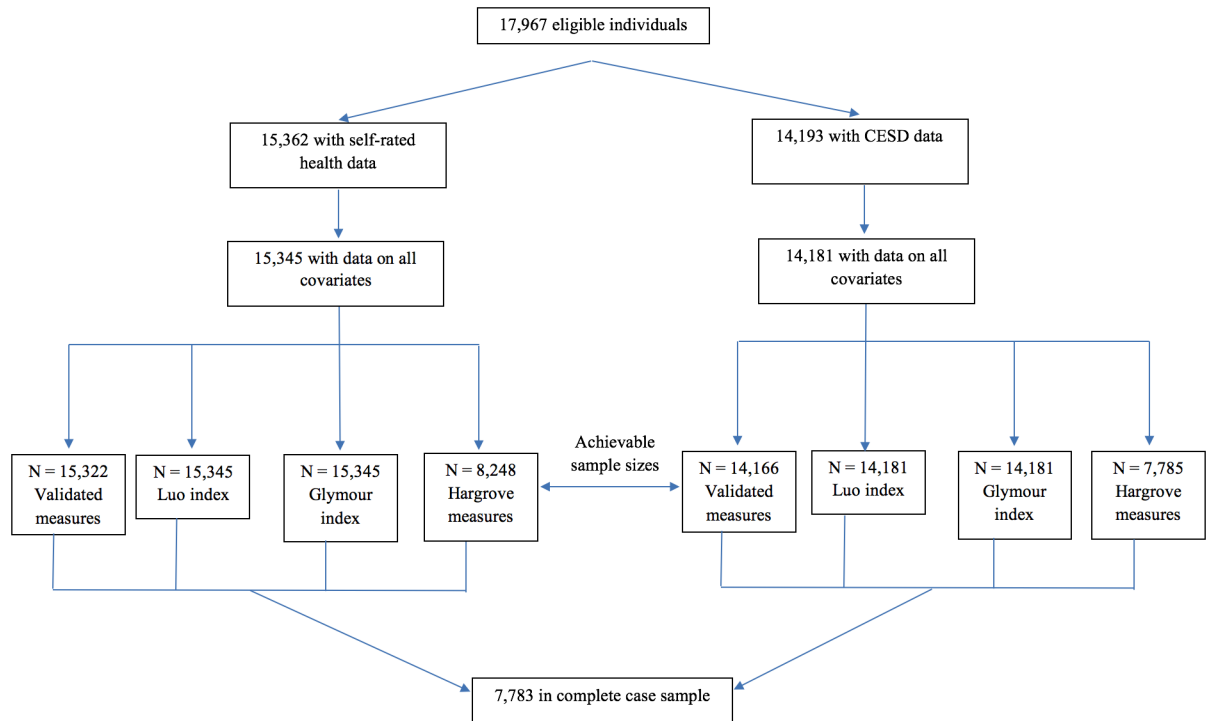 17,967 eligible individuals
15,362 with self-rated
health data
14,193 with CESD data
15,345 with data on all
covariates
14,181 with data on all
covariates
Achievable
sample sizes
N = 15,322
Validated
measures
N = 15,345
Luo index
N = 15,345
Glymour
index
N = 8,248
Hargrove
measures
N = 14,166
Validated
measures
N = 14,181
Luo index
N = 14,181
Glymour
index
N = 7,785
Hargrove
measures
7,783 in complete case sample